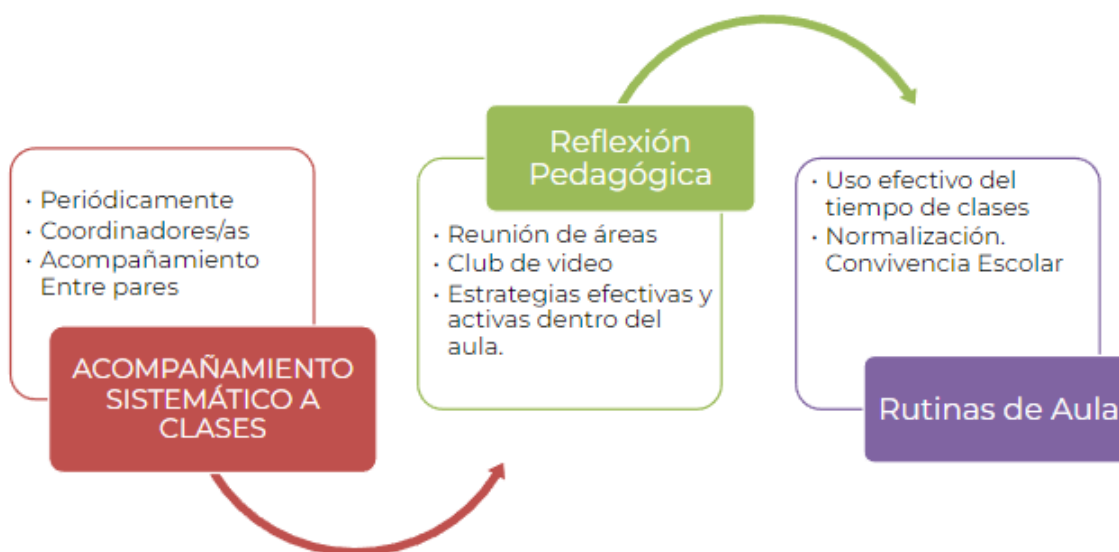 · Periódicamente
· Coordinadores/as
· Acompañamiento
Entre pares
ACOMPAÑAMIENTO
SISTEMÁTICO A
CLASES
Reflexión
Pedagógica
· Reunión de áreas
· Club de video
· Estrategias efectivas y
activas dentro del
aula.
· Uso efectivo del
tiempo de clases
· Normalización.
Convivencia Escolar
Rutinas de Aula